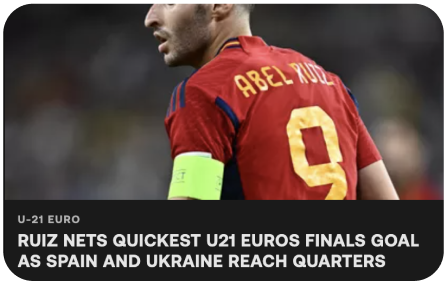 ABEL RUIZ
9
U-21 EURO
RUIZ NETS QUICKEST U21 EUROS FINALS GOAL
AS SPAIN AND UKRAINE REACH QUARTERS